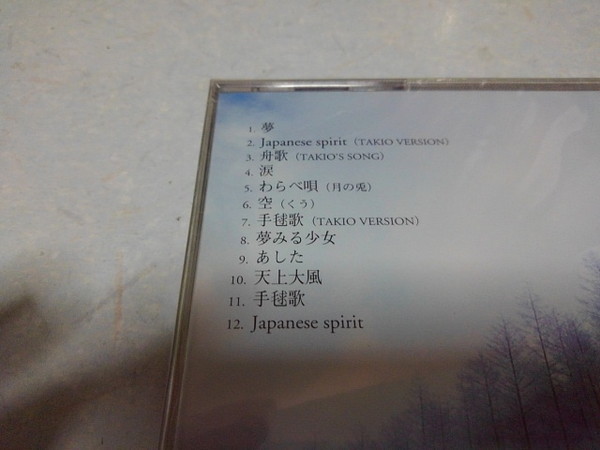 1. 夢
2. Japanese spirit（TAKIO VERSION）
3. 舟歌（TAKIO'S SONG）
4. 涙
5. わらべ唄（月の兎）
6. 空（くう）
7. 手毬歌（TAKIO VERSION）
8. 夢みる少女
9. あした
10. 天上大風
11. 手毬歌
12. Japanese spirit